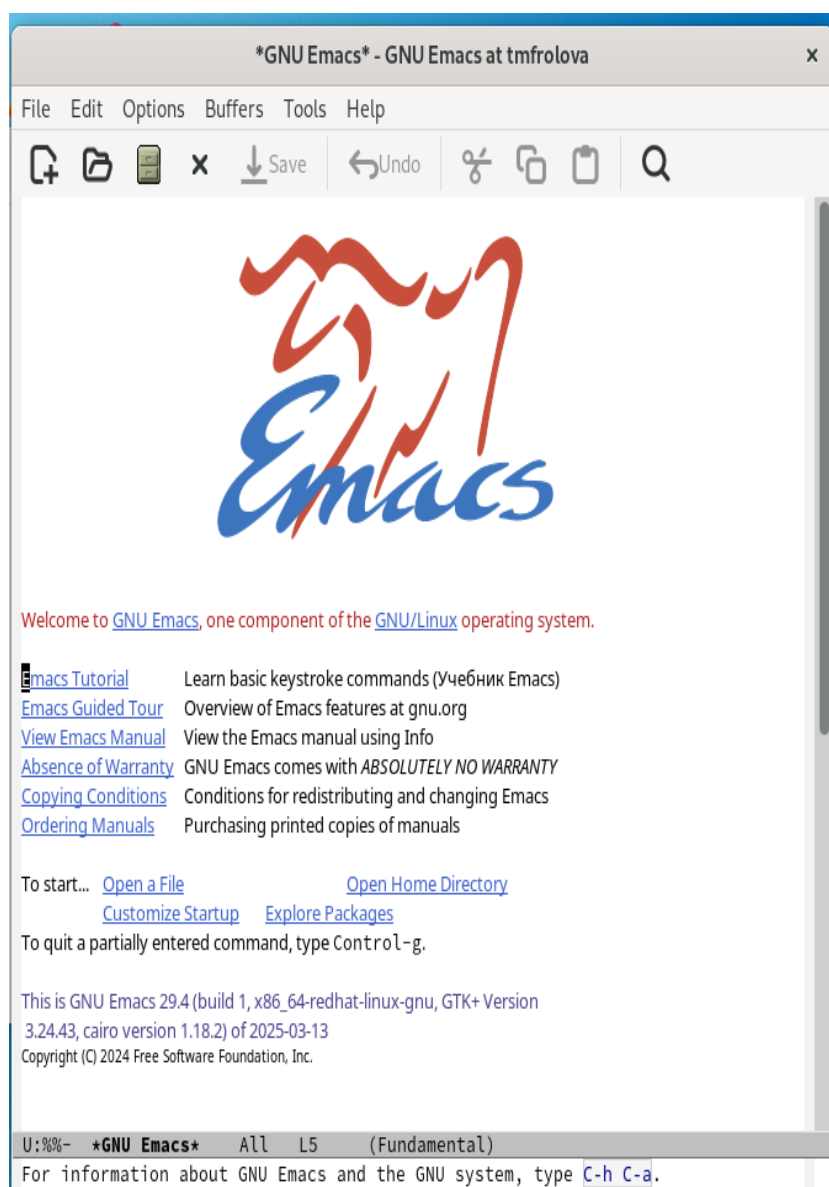 *GNU Emacs* - GNU Emacs at tmfrolova
File Edit Options Buffers Tools Help
Save Undo
Emacs
Welcome to GNU Emacs, one component of the GNU/Linux operating system.
Emacs Tutorial Learn basic keystroke commands (Учебник Emacs)
Emacs Guided Tour Overview of Emacs features at gnu.org
View Emacs Manual View the Emacs manual using Info
Absence of Warranty GNU Emacs comes with ABSOLUTELY NO WARRANTY
Copying Conditions Conditions for redistributing and changing Emacs
Ordering Manuals Purchasing printed copies of manuals
To start... Open a File Open Home Directory
Customize Startup Explore Packages
To quit a partially entered command, type Control-g.
This is GNU Emacs 29.4 (build 1, x86_64-redhat-linux-gnu, GTK+ Version
3.24.43, cairo version 1.18.2) of 2025-03-13
Copyright (C) 2024 Free Software Foundation, Inc.
U:%%- *GNU Emacs* All L5 (Fundamental)
For information about GNU Emacs and the GNU system, type C-h C-a.